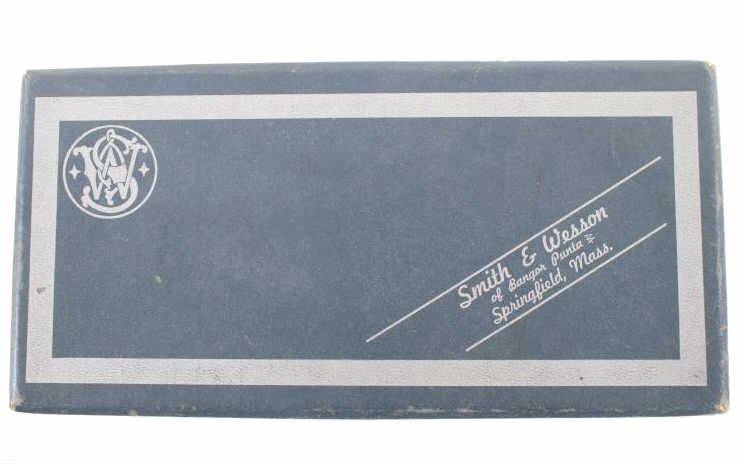 S&W
Smith & Wesson
of Bangor Punta
Springfield, Mass.